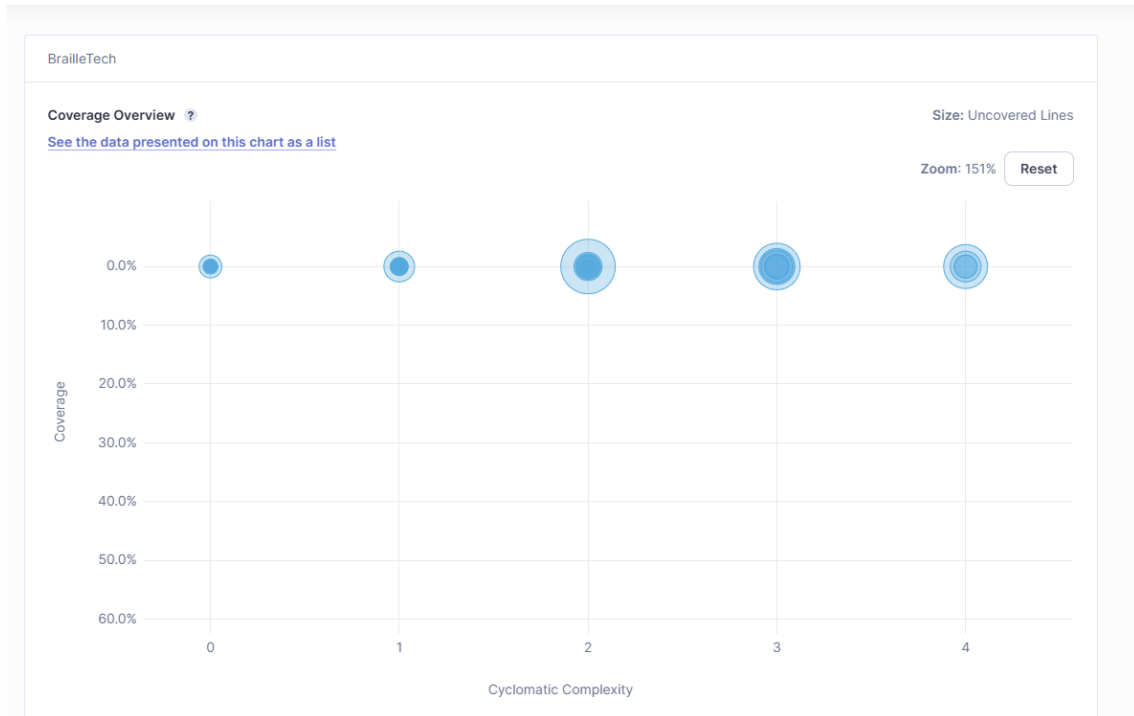 BrailleTech
Coverage Overview ?
Size: Uncovered Lines
See the data presented on this chart as a list
Zoom: 151% Reset
0.0%
10.0%
20.0%
30.0%
40.0%
50.0%
60.0%
Coverage
0 1 2 3 4
Cyclomatic Complexity